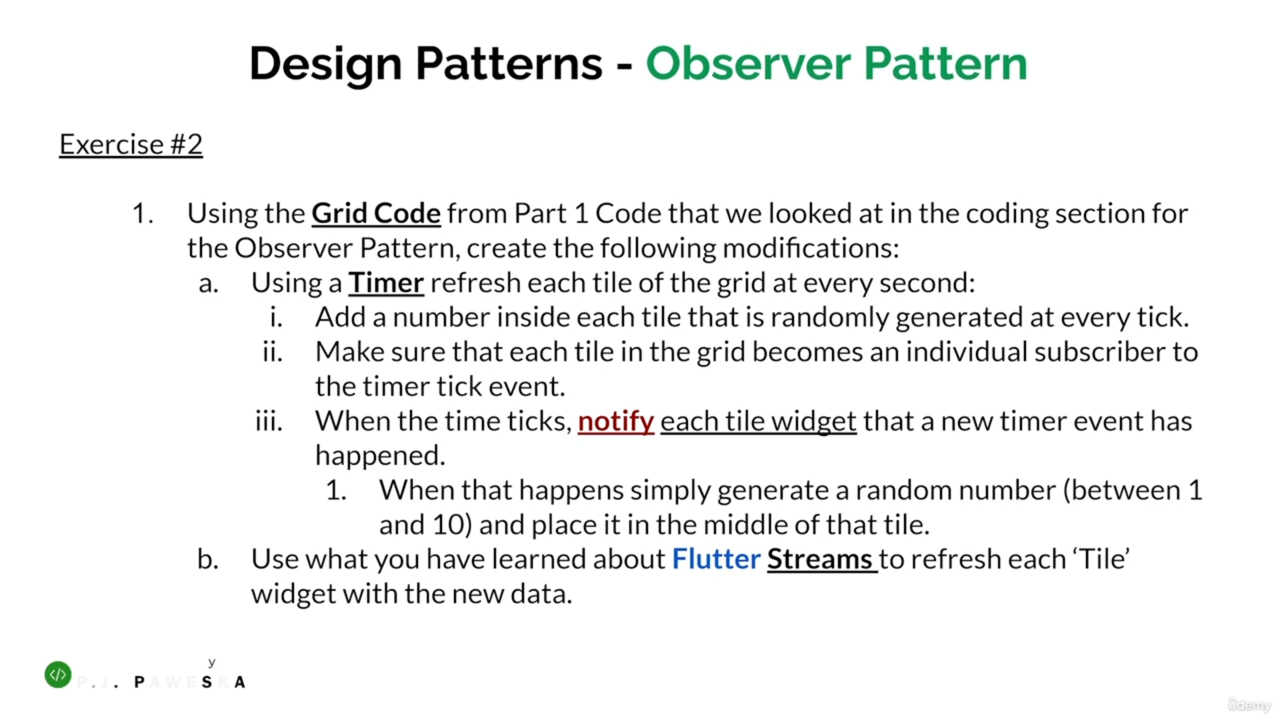 Design Patterns - Observer Pattern
Exercise #2
1. Using the Grid Code from Part 1 Code that we looked at in the coding section for
the Observer Pattern, create the following modifications:
a. Using a Timer refresh each tile of the grid at every second:
i. Add a number inside each tile that is randomly generated at every tick.
ii. Make sure that each tile in the grid becomes an individual subscriber to
the timer tick event.
iii. When the time ticks, notify each tile widget that a new timer event has
happened.
1. When that happens simply generate a random number (between 1
and 10) and place it in the middle of that tile.
b. Use what you have learned about Flutter Streams to refresh each ‘Tile’
widget with the new data.
y
</> P.J. PAWESKA
ûdemy